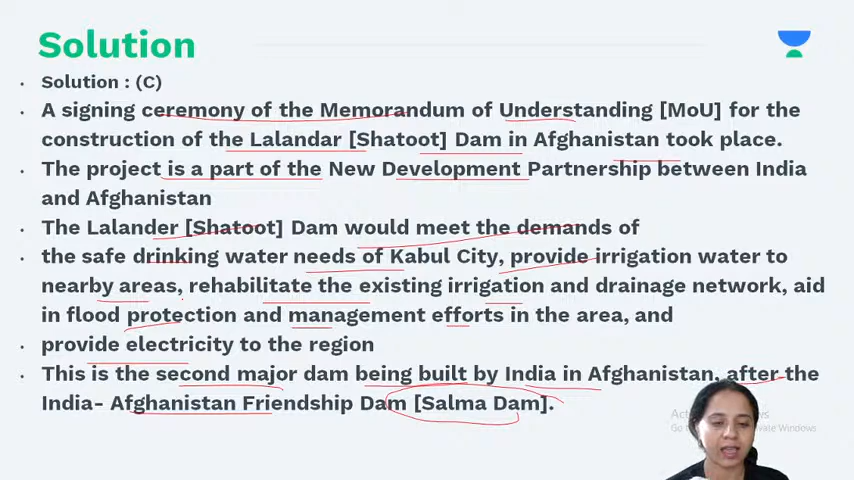 Solution
Solution : (C)
A signing ceremony of the Memorandum of Understanding [MoU] for the
construction of the Lalandar [Shatoot] Dam in Afghanistan took place.
The project is a part of the New Development Partnership between India
and Afghanistan
The Lalander [Shatoot] Dam would meet the demands of
the safe drinking water needs of Kabul City, provide irrigation water to
nearby areas, rehabilitate the existing irrigation and drainage network, aid
in flood protection and management efforts in the area, and
provide electricity to the region
This is the second major dam being built by India in Afghanistan, after the
India- Afghanistan Friendship Dam [Salma Dam].